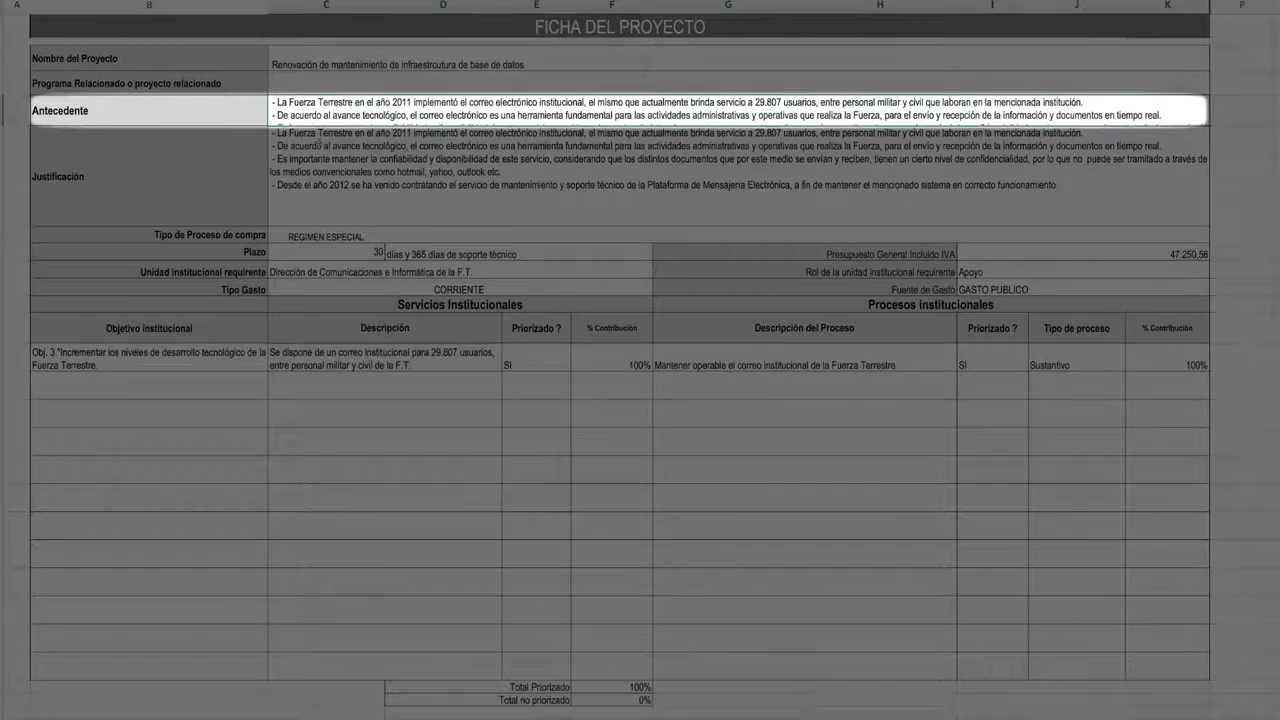 A B C D E F G H I J K P
FICHA DEL PROYECTO
Nombre del Proyecto
Renovación de mantenimiento de infraestrcutura de base de datos
Programa Relacionado o proyecto relacionado
Antecedente
- La Fuerza Terrestre en el año 2011 implementó el correo electrónico institucional, el mismo que actualmente brinda servicio a 29.807 usuarios, entre personal militar y civil que laboran en la mencionada institución.
- De acuerdo al avance tecnológico, el correo electrónico es una herramienta fundamental para las actividades administrativas y operativas que realiza la Fuerza, para el envío y recepción de la información y documentos en tiempo real.
Justificación
- La Fuerza Terrestre en el año 2011 implementó el correo electrónico institucional, el mismo que actualmente brinda servicio a 29.807 usuarios, entre personal militar y civil que laboran en la mencionada institución.
- De acuerdo al avance tecnológico, el correo electrónico es una herramienta fundamental para las actividades administrativas y operativas que realiza la Fuerza, para el envío y recepción de la información y documentos en tiempo real.
- Es importante mantener la confiabilidad y disponibilidad de este servicio, considerando que los distintos documentos que por este medio se envían y reciben, tienen un cierto nivel de confidencialidad, por lo que no puede ser tramitado a través de
los medios convencionales como hotmail, yahoo, outlook etc.
- Desde el año 2012 se ha venido contratando el servicio de mantenimiento y soporte técnico de la Plataforma de Mensajería Electrónica, a fin de mantener el mencionado sistema en correcto funcionamiento
Tipo de Proceso de compra REGIMEN ESPECIAL
Plazo 30 días y 365 días de soporte técnico Presupuesto General Incluido IVA 47.250,56
Unidad institucional requirente Dirección de Comunicaciones e Informática de la F.T. Rol de la unidad institucional requirente Apoyo
Tipo Gasto CORRIENTE Fuente de Gasto GASTO PUBLICO
Servicios Institucionales Procesos institucionales
Objetivo institucional Descripción Priorizado ? % Contribución Descripción del Proceso Priorizado ? Tipo de proceso % Contribución
Obj. 3 "Incrementar los niveles de desarrollo tecnológico de la Se dispone de un correo institucional para 29.807 usuarios,
Fuerza Terrestre. entre personal militar y civil de la F.T. SI 100% Mantener operable el correo institucional de la Fuerza Terrestre SI Sustantivo 100%
Total Priorizado 100%
Total no priorizado 0%